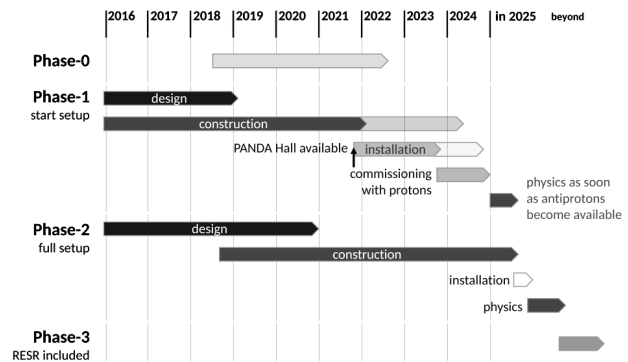 2016 2017 2018 2019 2020 2021 2022 2023 2024 in 2025 beyond
Phase-0
Phase-1
design
start setup
construction
PANDA Hall available installation
commissioning
with protons
physics as soon
as antiprotons
become available
Phase-2
design
full setup
construction
installation
physics
Phase-3
RESR included